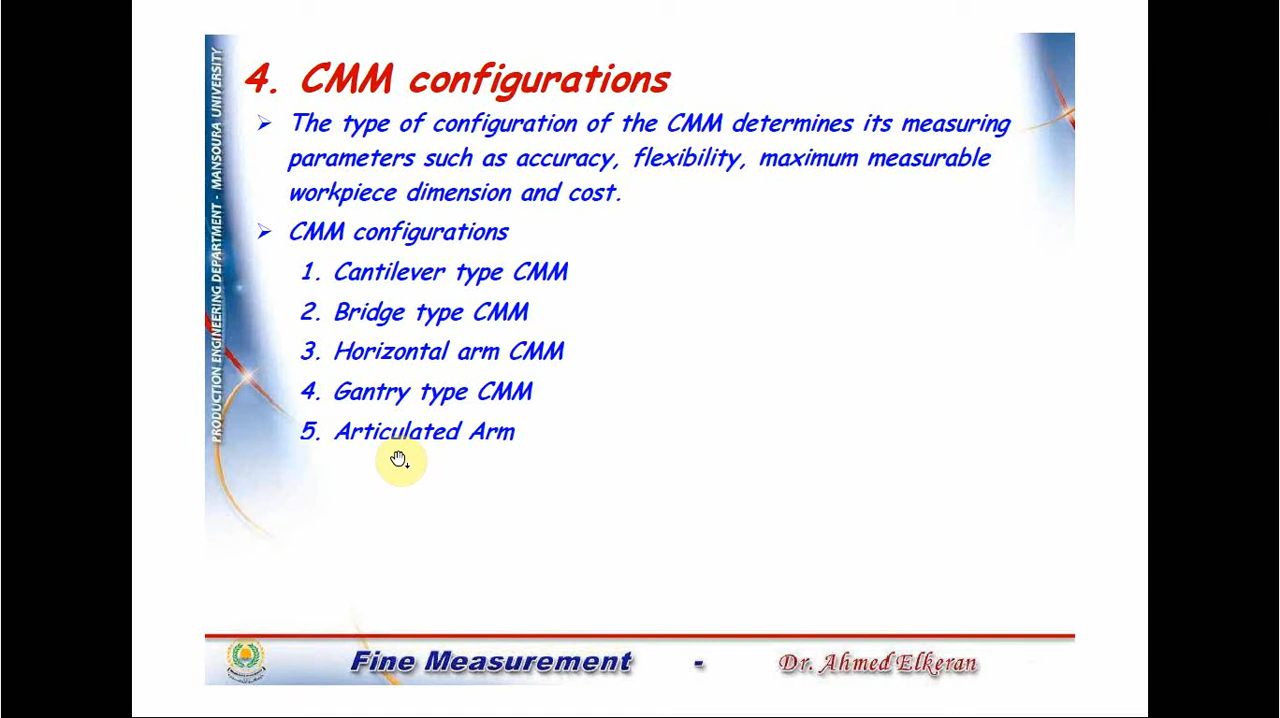 4. CMM configurations
➢ The type of configuration of the CMM determines its measuring
parameters such as accuracy, flexibility, maximum measurable
workpiece dimension and cost.
➢ CMM configurations
1. Cantilever type CMM
2. Bridge type CMM
3. Horizontal arm CMM
4. Gantry type CMM
5. Articulated Arm
PRODUCTION ENGINEERING DEPARTMENT - MANSOURA UNIVERSITY
Fine Measurement - Dr. Ahmed Elkeran